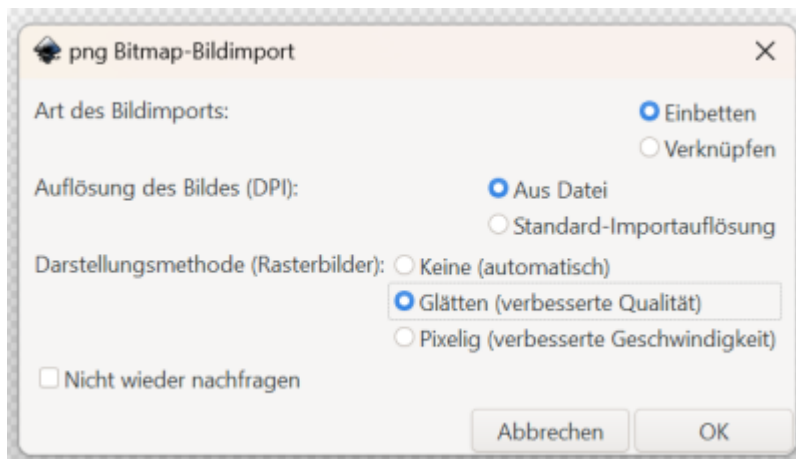 png Bitmap-Bildimport
Art des Bildimports:
Einbetten
Verknüpfen
Auflösung des Bildes (DPI):
Aus Datei
Standard-Importauflösung
Darstellungsmethode (Rasterbilder):
Keine (automatisch)
Glätten (verbesserte Qualität)
Pixelig (verbesserte Geschwindigkeit)
Nicht wieder nachfragen
Abbrechen
OK